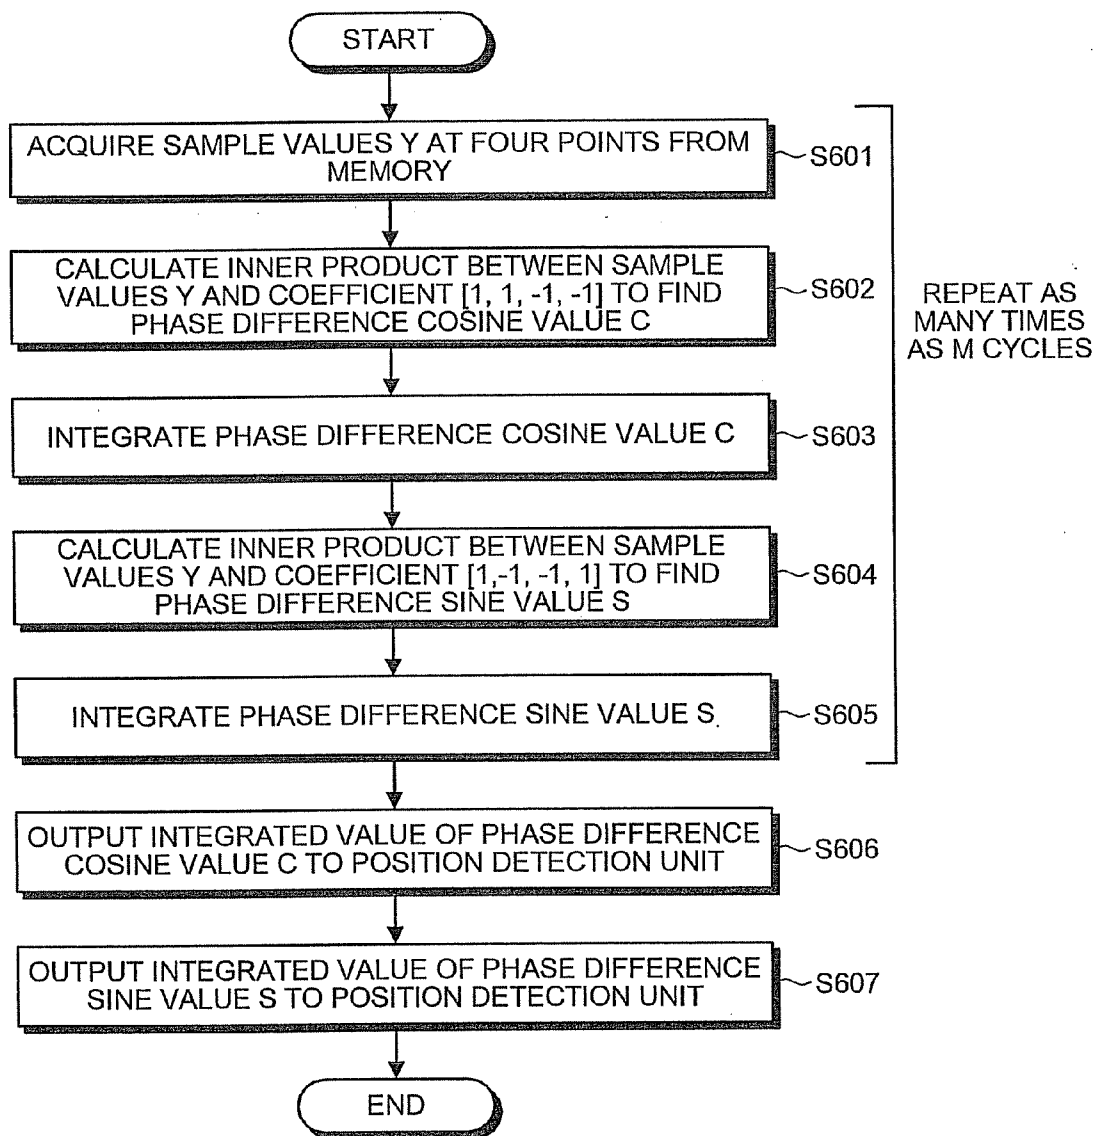 START
ACQUIRE SAMPLE VALUES Y AT FOUR POINTS FROM
MEMORY
S601
CALCULATE INNER PRODUCT BETWEEN SAMPLE
VALUES Y AND COEFFICIENT [1, 1, -1, -1] TO FIND
PHASE DIFFERENCE COSINE VALUE C
S602
REPEAT AS
MANY TIMES
AS M CYCLES
INTEGRATE PHASE DIFFERENCE COSINE VALUE C
S603
CALCULATE INNER PRODUCT BETWEEN SAMPLE
VALUES Y AND COEFFICIENT [1,-1, -1, 1] TO FIND
PHASE DIFFERENCE SINE VALUE S
S604
INTEGRATE PHASE DIFFERENCE SINE VALUE S
S605
OUTPUT INTEGRATED VALUE OF PHASE DIFFERENCE
COSINE VALUE C TO POSITION DETECTION UNIT
S606
OUTPUT INTEGRATED VALUE OF PHASE DIFFERENCE
SINE VALUE S TO POSITION DETECTION UNIT
S607
END